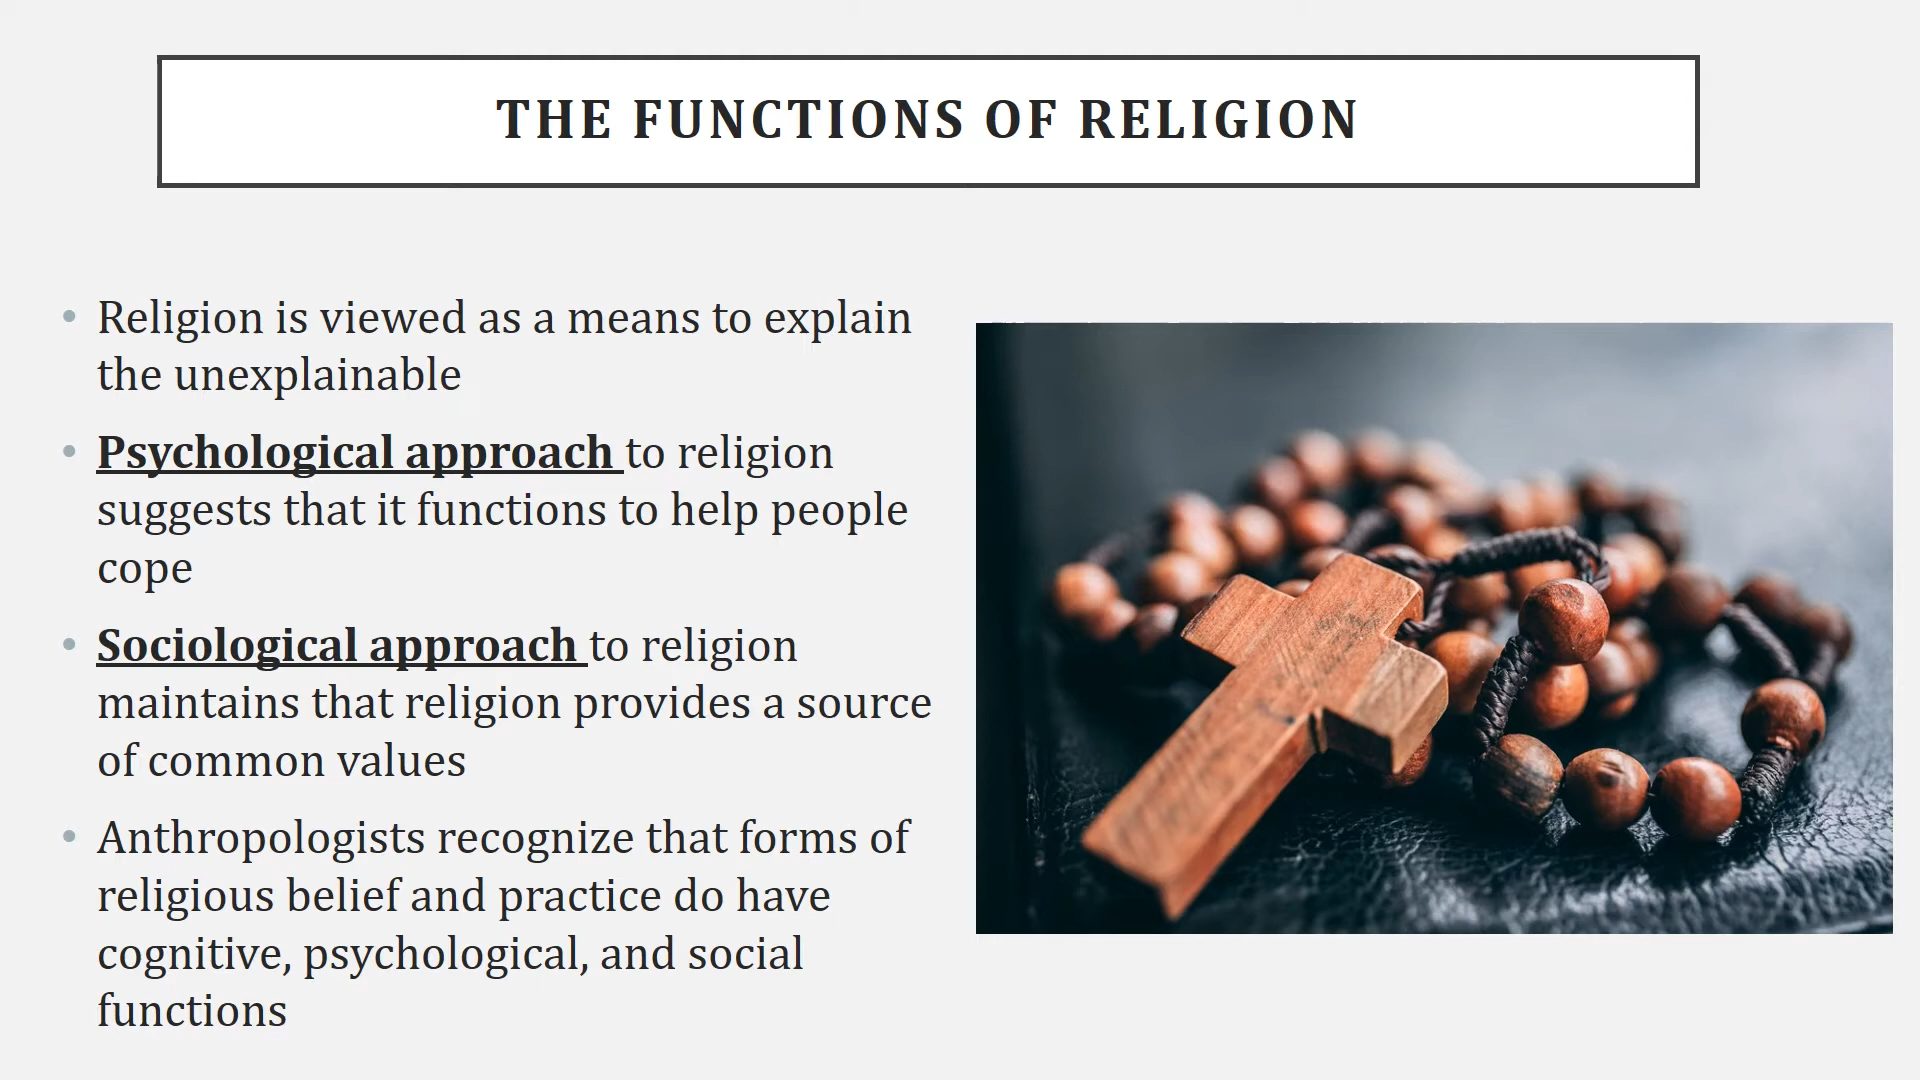 THE FUNCTIONS OF RELIGION
• Religion is viewed as a means to explain
the unexplainable
• Psychological approach to religion
suggests that it functions to help people
cope
• Sociological approach to religion
maintains that religion provides a source
of common values
• Anthropologists recognize that forms of
religious belief and practice do have
cognitive, psychological, and social
functions